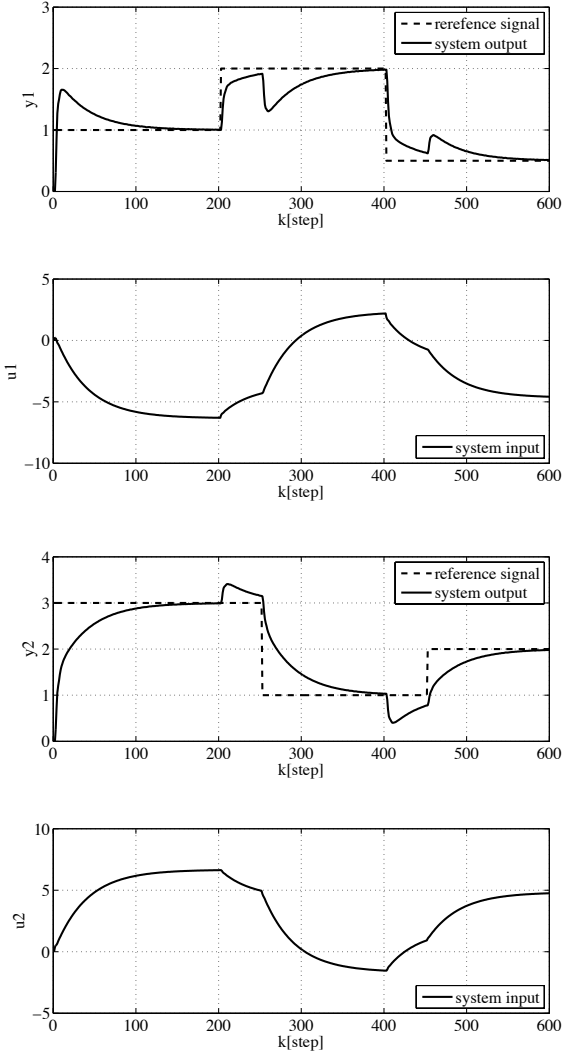 3
rerefence signal
system output
2
y1
1
0
0 100 200 300 400 500 600
k[step]
5
0
u1
−5
system input
−10
0 100 200 300 400 500 600
k[step]
4
reference signal
system output
3
y2
2
1
0
0 100 200 300 400 500 600
k[step]
10
5
u2
0
system input
−5
0 100 200 300 400 500 600
k[step]